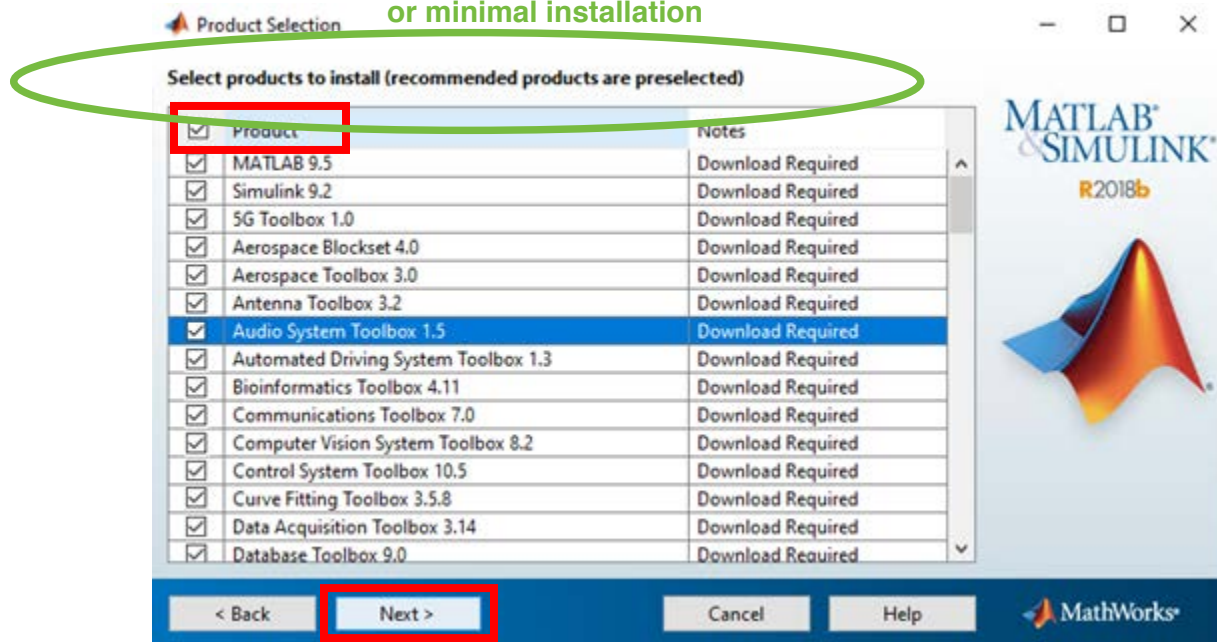 or minimal installation
Product Selection
Select products to install (recommended products are preselected)
Product Notes
MATLAB 9.5 Download Required
Simulink 9.2 Download Required
5G Toolbox 1.0 Download Required
Aerospace Blockset 4.0 Download Required
Aerospace Toolbox 3.0 Download Required
Antenna Toolbox 3.2 Download Required
Audio System Toolbox 1.5 Download Required
Automated Driving System Toolbox 1.3 Download Required
Bioinformatics Toolbox 4.11 Download Required
Communications Toolbox 7.0 Download Required
Computer Vision System Toolbox 8.2 Download Required
Control System Toolbox 10.5 Download Required
Curve Fitting Toolbox 3.5.8 Download Required
Data Acquisition Toolbox 3.14 Download Required
Database Toolbox 9.0 Download Required
MATLAB®
&SIMULINK®
R2018b
< Back Next > Cancel Help MathWorks®